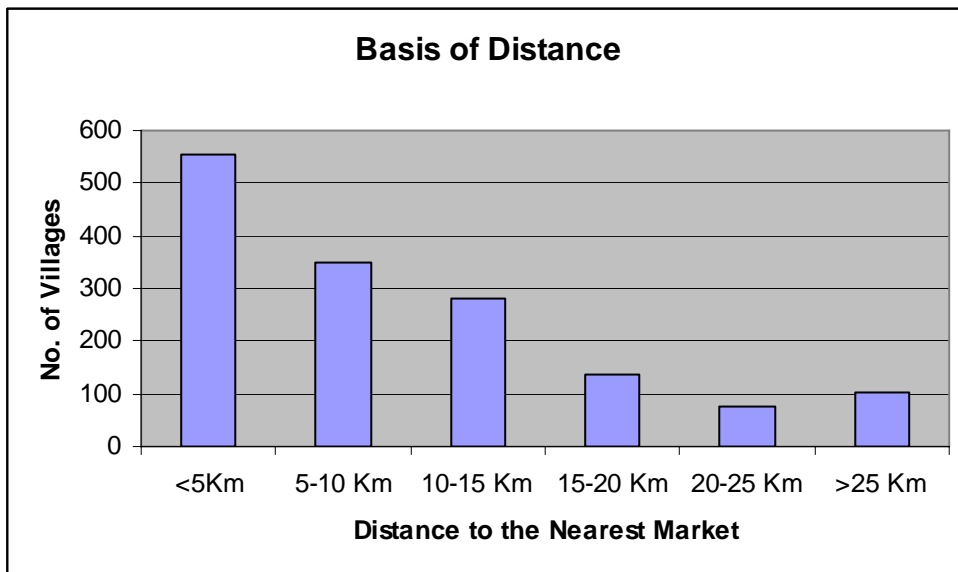 Basis of Distance
600
500
400
300
200
100
0
No. of Villages
<5Km 5-10 Km 10-15 Km 15-20 Km 20-25 Km >25 Km
Distance to the Nearest Market